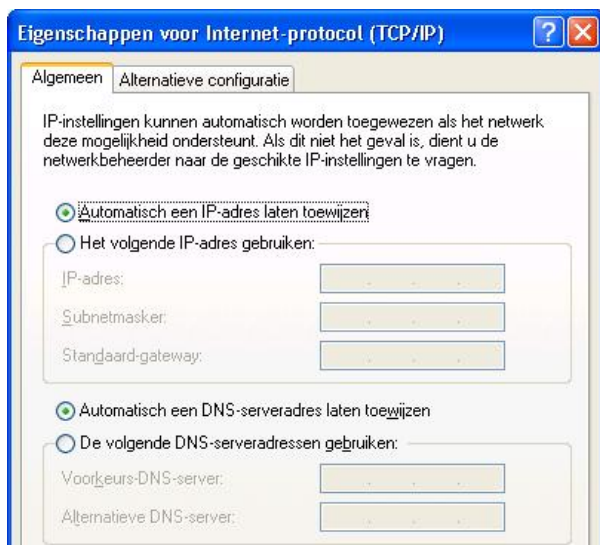 Eigenschappen voor Internet-protocol (TCP/IP)
Algemeen
Alternatieve configuratie
IP-instellingen kunnen automatisch worden toegewezen als het netwerk
deze mogelijkheid ondersteunt. Als dit niet het geval is, dient u de
netwerkbeheerder naar de geschikte IP-instellingen te vragen.
Automatisch een IP-adres laten toewijzen
Het volgende IP-adres gebruiken:
IP-adres:
Subnetmasker:
Standaard-gateway:
Automatisch een DNS-serveradres laten toewijzen
De volgende DNS-serveradressen gebruiken:
Voorkeurs-DNS-server:
Alternatieve DNS-server: